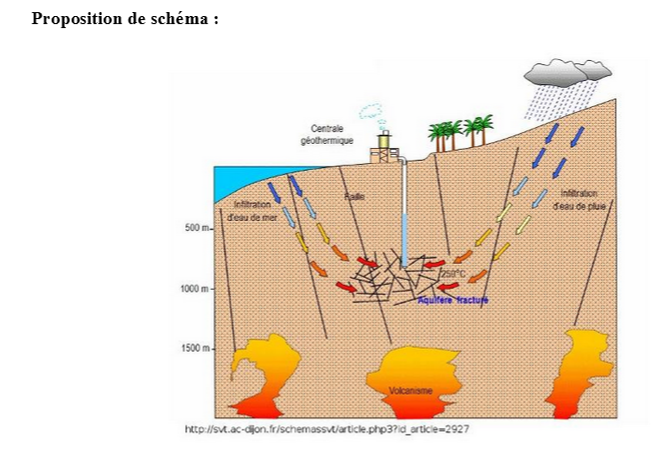 Proposition de schéma :
Centrale
géothermique
Faille
Infiltration
d'eau de mer
Infiltration
d'eau de pluie
500 m
250°C
1000 m
Aquifère fracturé
1500 m
Volcanisme
http://svt.ac-dijon.fr/schemassvt/article.php3?id_article=2927